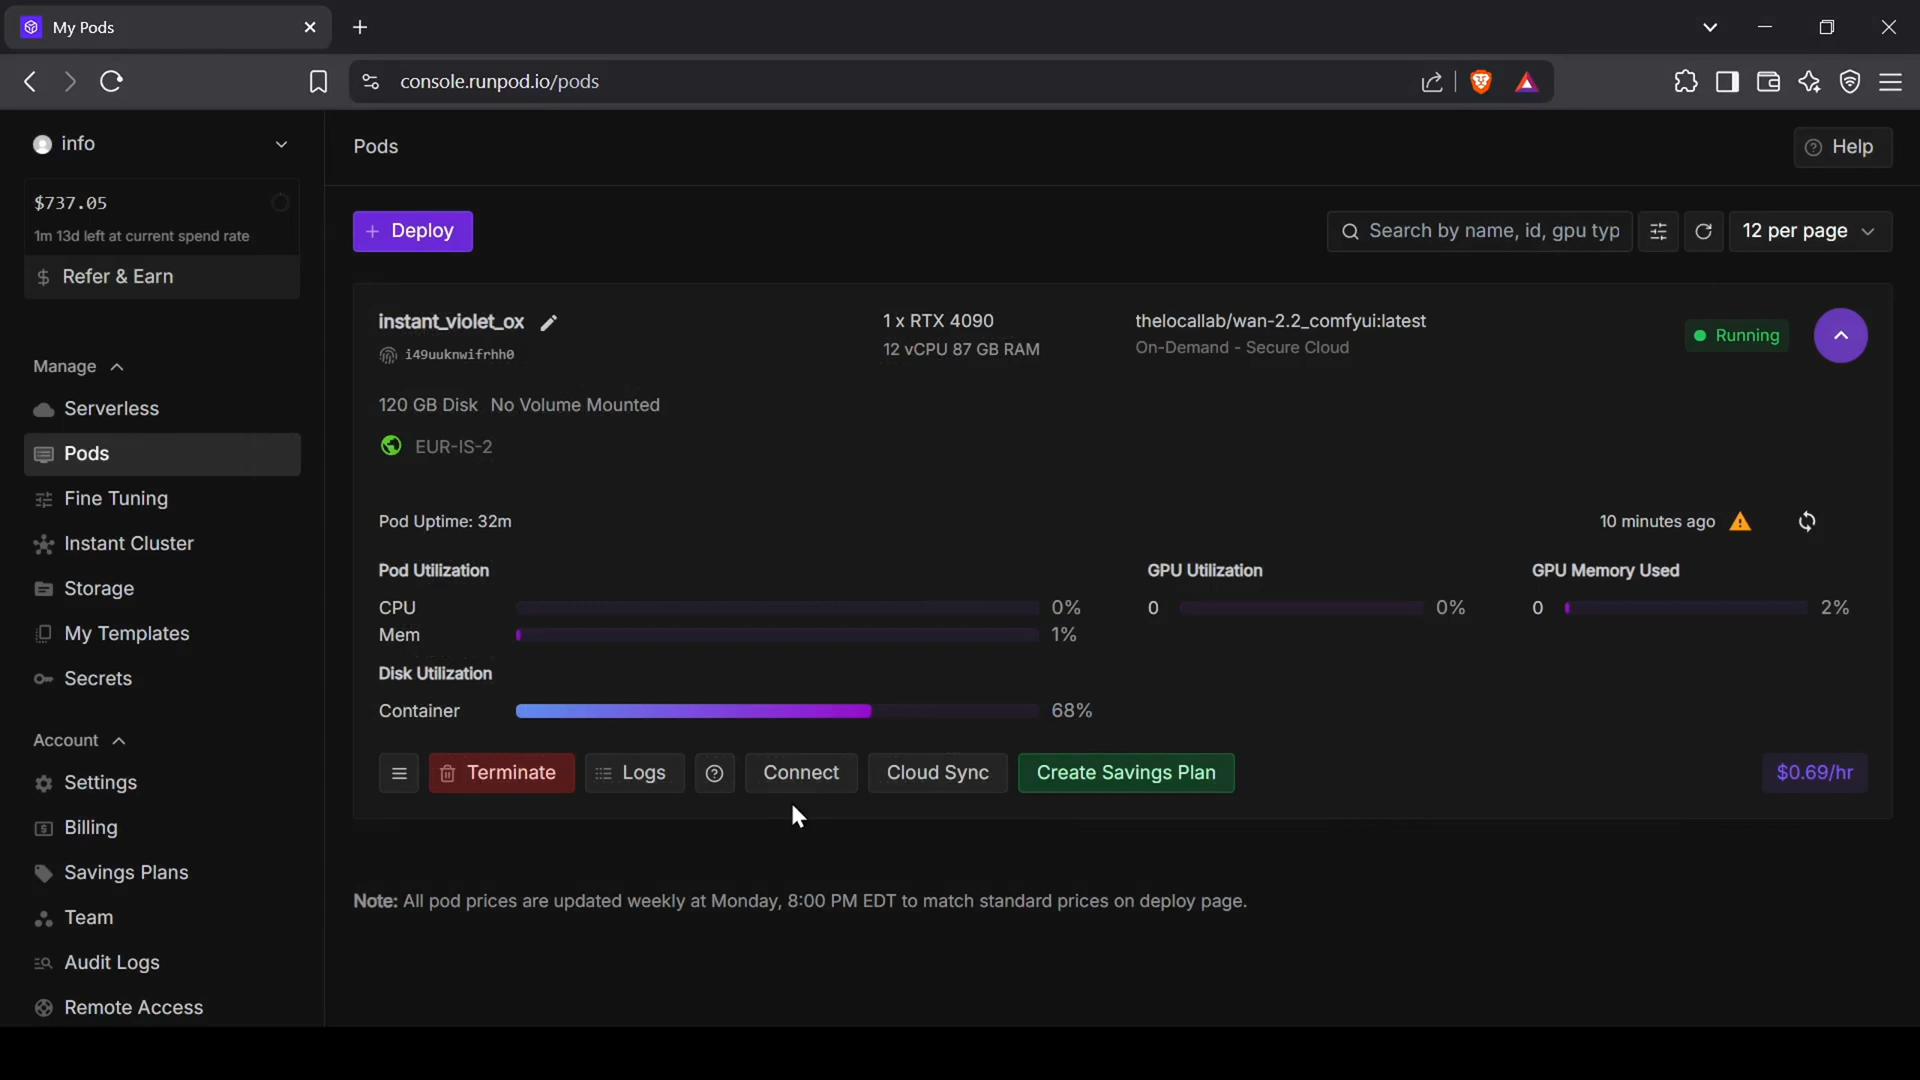 My Pods
console.runpod.io/pods
info
$737.05
1m 13d left at current spend rate
$ Refer & Earn
Manage
Serverless
Pods
Fine Tuning
Instant Cluster
Storage
My Templates
Secrets
Account
Settings
Billing
Savings Plans
Team
Audit Logs
Remote Access
Pods
Help
+ Deploy
Search by name, id, gpu typ
12 per page
instant_violet_ox
i49uuknwifrhh0
1 x RTX 4090
12 vCPU 87 GB RAM
thelocallab/wan-2.2_comfyui:latest
On-Demand - Secure Cloud
Running
120 GB Disk No Volume Mounted
EUR-IS-2
Pod Uptime: 32m
10 minutes ago
Pod Utilization
CPU 0%
Mem 1%
GPU Utilization
0 0%
GPU Memory Used
0 2%
Disk Utilization
Container 68%
Terminate
Logs
Connect
Cloud Sync
Create Savings Plan
$0.69/hr
Note: All pod prices are updated weekly at Monday, 8:00 PM EDT to match standard prices on deploy page.